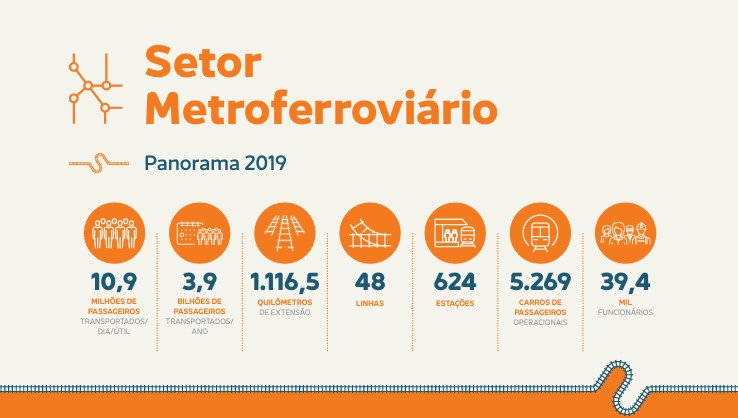 Setor
Metroferroviário
Panorama 2019
10,9
MILHÕES DE
PASSAGEIROS
TRANSPORTADOS/
DIA/ÚTIL
3,9
BILHÕES DE
PASSAGEIROS
TRANSPORTADOS/
ANO
1.116,5
QUILÔMETROS
DE EXTENSÃO
48
LINHAS
624
ESTAÇÕES
5.269
CARROS DE
PASSAGEIROS
OPERACIONAIS
39,4
MIL
FUNCIONÁRIOS